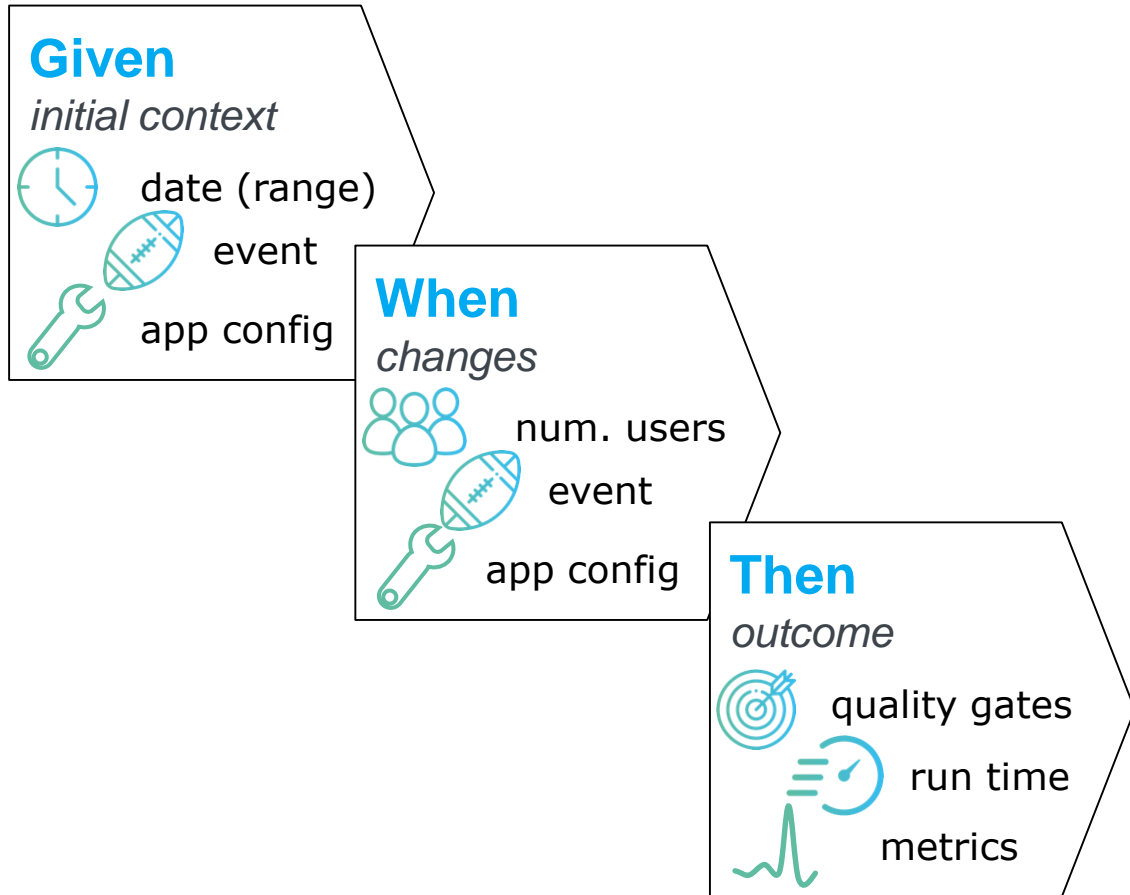 Given
initial context
date (range)
event
app config
When
changes
num. users
event
app config
Then
outcome
quality gates
run time
metrics